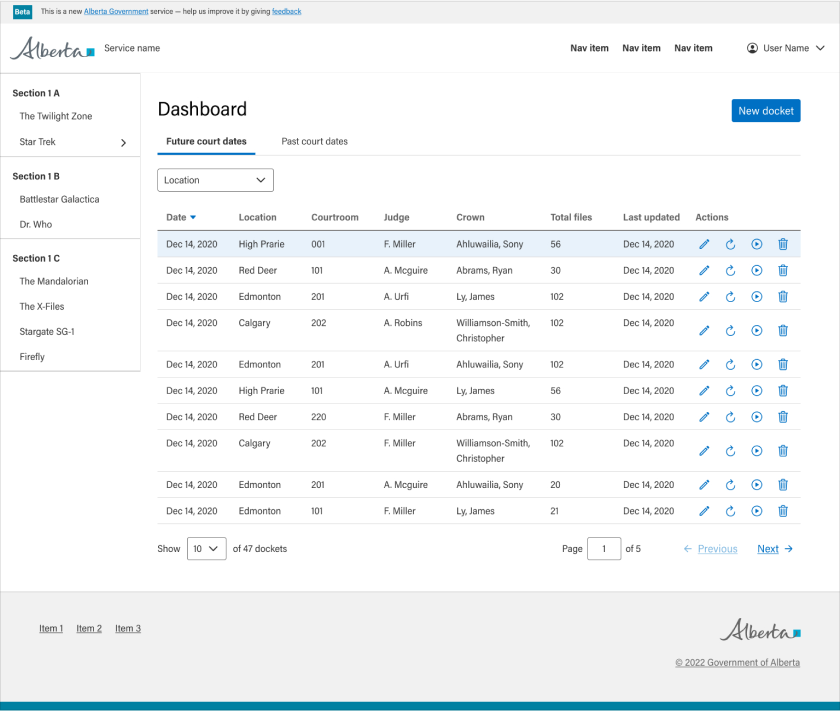 Beta This is a new Alberta Government service — help us improve it by giving feedback
Alberta Service name Nav item Nav item Nav item User Name
Section 1 A
The Twilight Zone
Star Trek
Section 1 B
Battlestar Galactica
Dr. Who
Section 1 C
The Mandalorian
The X-Files
Stargate SG-1
Firefly
Dashboard New docket
Future court dates Past court dates
Location
Date Location Courtroom Judge Crown Total files Last updated Actions
Dec 14, 2020 High Prarie 001 F. Miller Ahluwailia, Sony 56 Dec 14, 2020
Dec 14, 2020 Red Deer 101 A. Mcguire Abrams, Ryan 30 Dec 14, 2020
Dec 14, 2020 Edmonton 201 A. Urfi Ly, James 102 Dec 14, 2020
Dec 14, 2020 Calgary 202 A. Robins Williamson-Smith, 102 Dec 14, 2020
Christopher
Dec 14, 2020 Edmonton 201 A. Urfi Ahluwailia, Sony 102 Dec 14, 2020
Dec 14, 2020 High Prarie 101 A. Mcguire Ly, James 56 Dec 14, 2020
Dec 14, 2020 Red Deer 220 F. Miller Abrams, Ryan 30 Dec 14, 2020
Dec 14, 2020 Calgary 202 F. Miller Williamson-Smith, 102 Dec 14, 2020
Christopher
Dec 14, 2020 Edmonton 201 A. Mcguire Ahluwailia, Sony 20 Dec 14, 2020
Dec 14, 2020 Edmonton 101 F. Miller Ly, James 21 Dec 14, 2020
Show 10 of 47 dockets Page 1 of 5 ← Previous Next →
Item 1 Item 2 Item 3
Alberta
© 2022 Government of Alberta